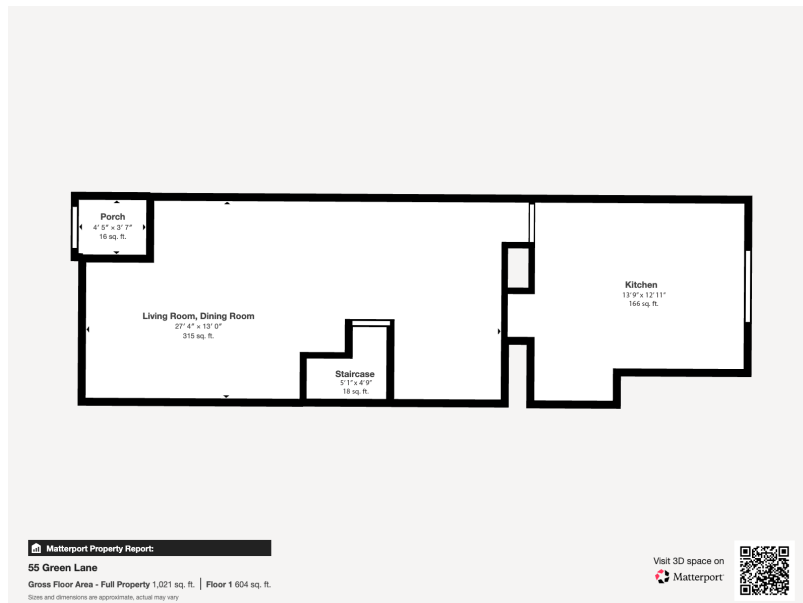 Porch
4' 5" × 3' 7"
16 sq. ft.
Living Room, Dining Room
27' 4" × 13' 0"
315 sq. ft.
Staircase
5'1"x 4'9"
18 sq. ft.
Kitchen
13'9"x 12'11"
166 sq. ft.
Matterport Property Report:
55 Green Lane
Gross Floor Area - Full Property 1,021 sq. ft. | Floor 1 604 sq. ft.
Sizes and dimensions are approximate, actual may vary
Visit 3D space on
Matterport